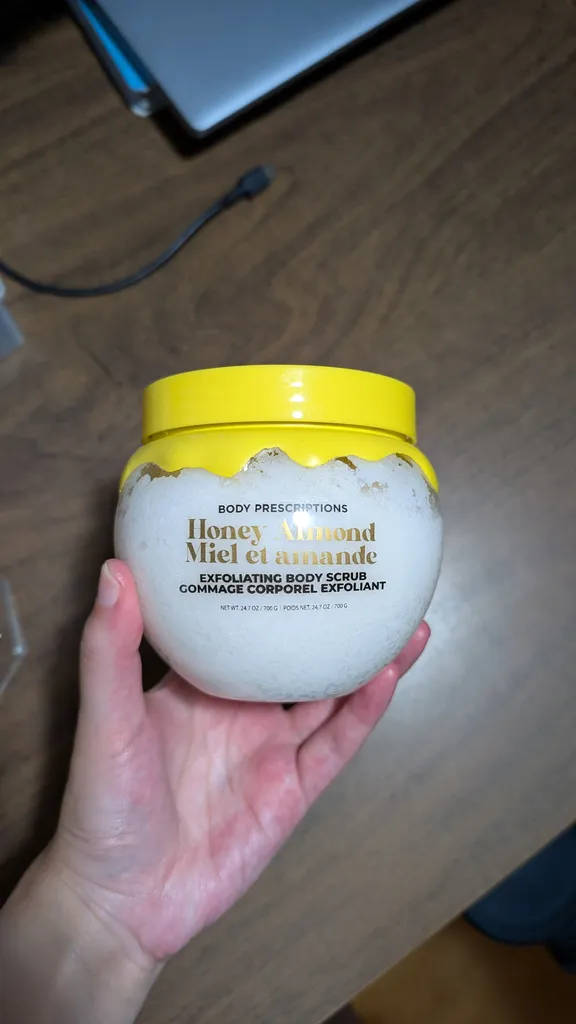 BODY PRESCRIPTIONS
Honey Almond
Miel et amande
EXFOLIATING BODY SCRUB
GOMMAGE CORPOREL EXFOLIANT
NET WT. 24.7 OZ / 700 G | POIDS NET. 24,7 OZ / 700 G